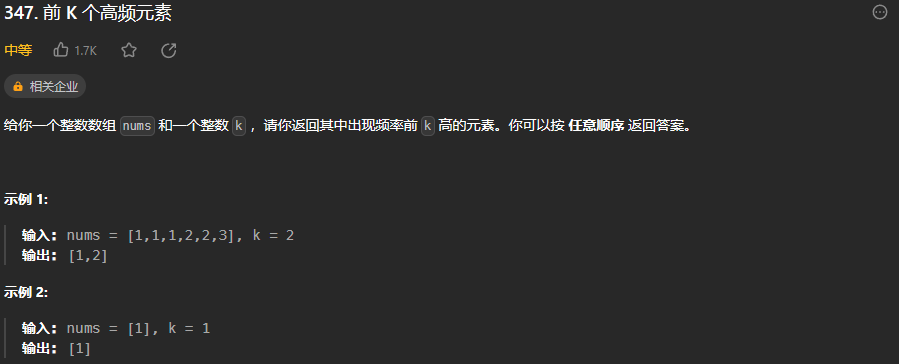 347. 前 K 个高频元素
中等 1.7K
相关企业
给你一个整数数组 nums 和一个整数 k ，请你返回其中出现频率前 k 高的元素。你可以按 任意顺序 返回答案。
示例 1:
输入: nums = [1,1,1,2,2,3], k = 2
输出: [1,2]
示例 2:
输入: nums = [1], k = 1
输出: [1]